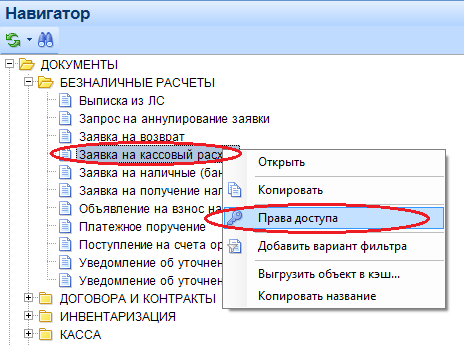 Навигатор
ДОКУМЕНТЫ
БЕЗНАЛИЧНЫЕ РАСЧЕТЫ
Выписка из ЛС
Запрос на аннулирование заявки
Заявка на возврат
Заявка на кассовый расх
Заявка на наличные (бан
Заявка на получение нал
Объявление на взнос на
Платежное поручение
Поступление на счета ор
Уведомление об уточнен
Уведомление об уточнен
ДОГОВОРА И КОНТРАКТЫ
ИНВЕНТАРИЗАЦИЯ
КАССА
Открыть
Копировать
Права доступа
Добавить вариант фильтра
Выгрузить объект в кэш...
Копировать название